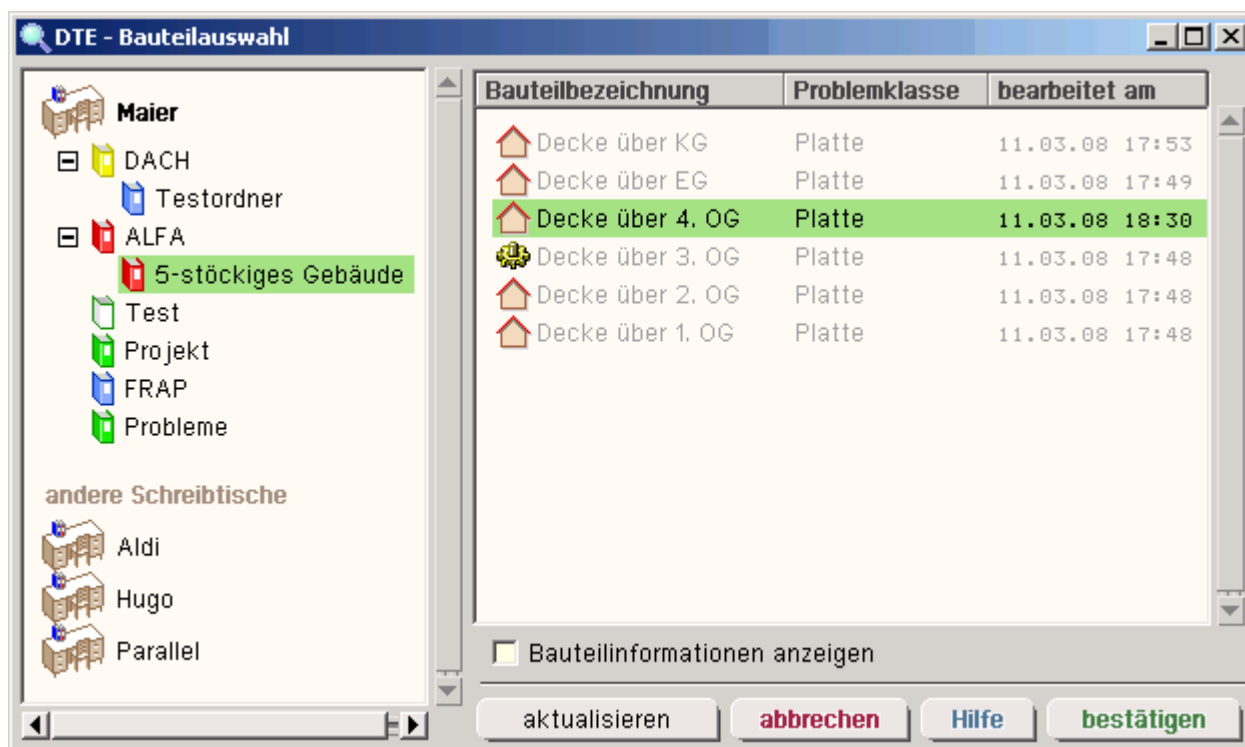 DTE - Bauteilauswahl
Maier
DACH
Testordner
ALFA
5-stöckiges Gebäude
Test
Projekt
FRAP
Probleme
andere Schreibtische
Aldi
Hugo
Parallel
Bauteilbezeichnung Problemklasse bearbeitet am
Decke über KG Platte 11.03.08 17:53
Decke über EG Platte 11.03.08 17:49
Decke über 4. OG Platte 11.03.08 18:30
Decke über 3. OG Platte 11.03.08 17:48
Decke über 2. OG Platte 11.03.08 17:48
Decke über 1. OG Platte 11.03.08 17:48
Bauteilinformationen anzeigen
aktualisieren abbrechen Hilfe bestätigen